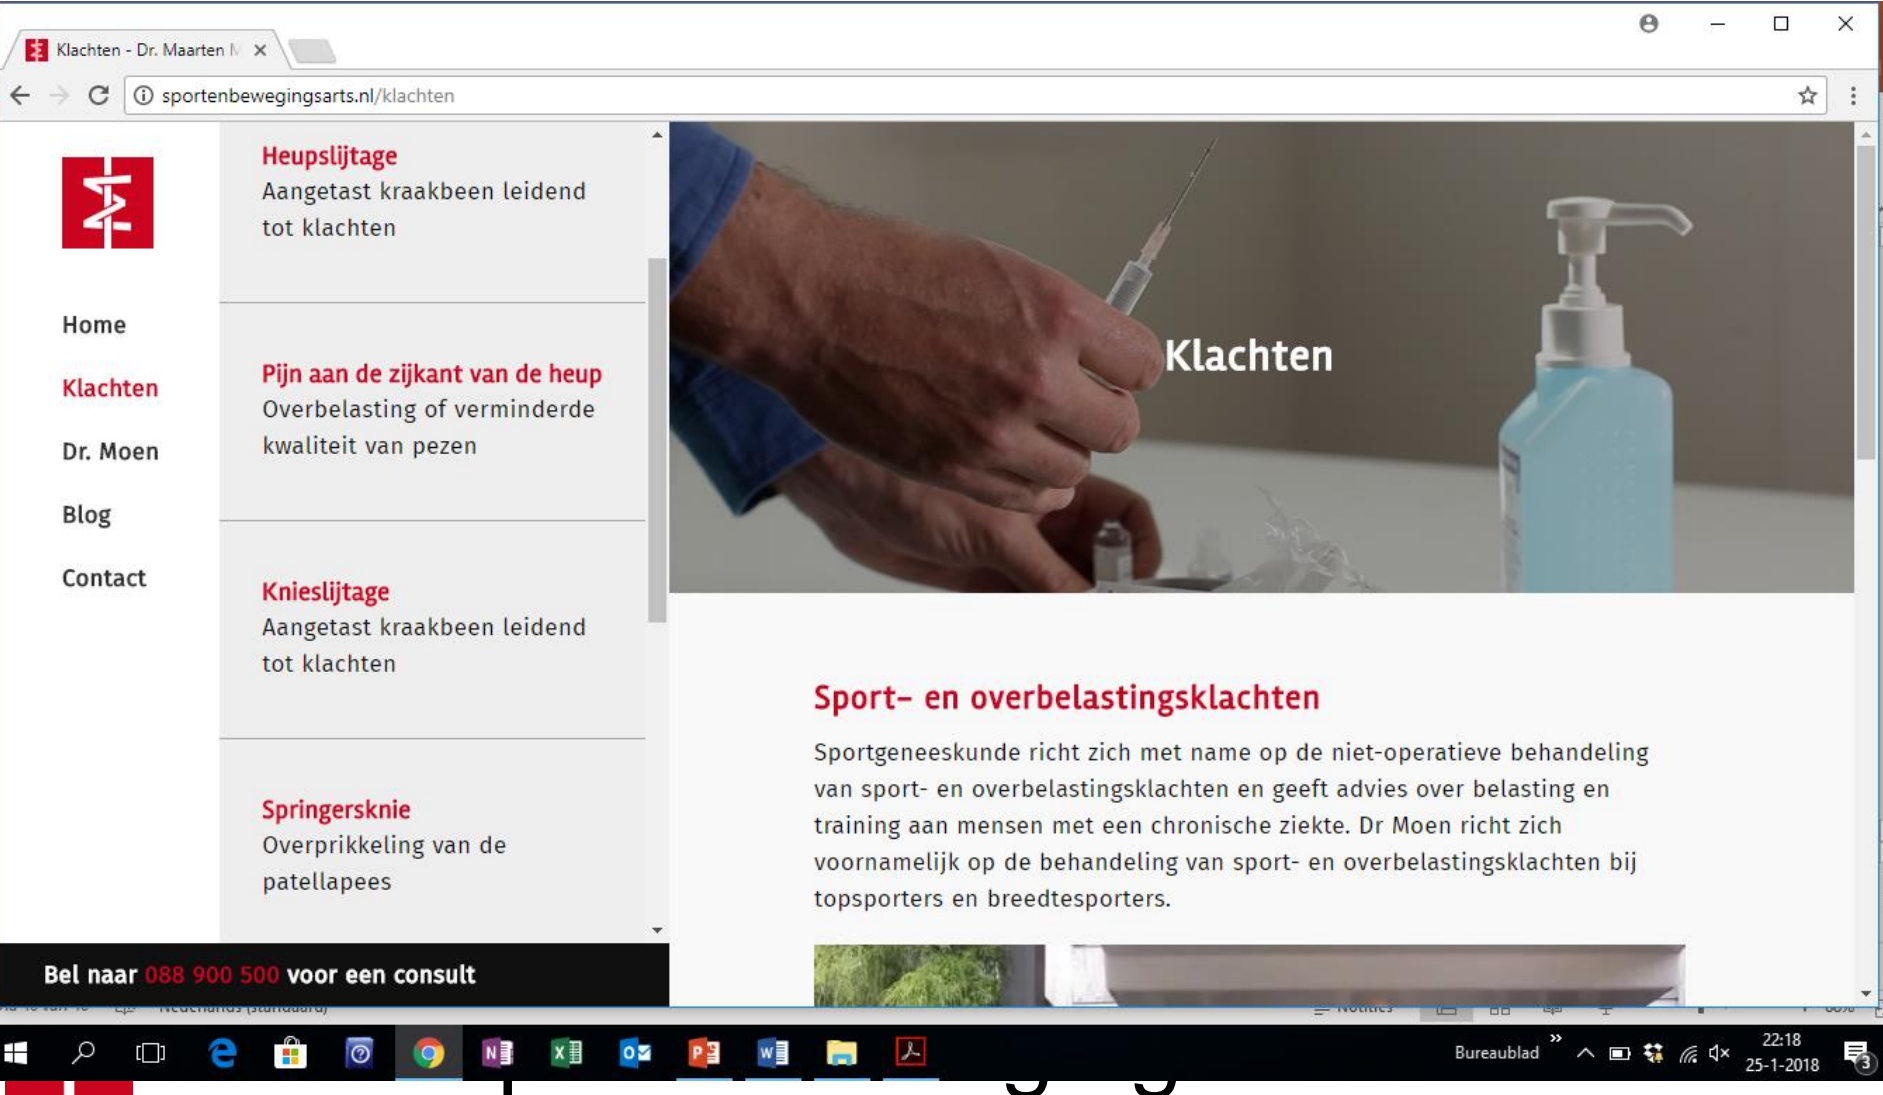 Klachten - Dr. Maarten M
sportenbewegingsarts.nl/klachten
Home
Klachten
Dr. Moen
Blog
Contact
Heupslijtage
Aangetast kraakbeen leidend
tot klachten
Pijn aan de zijkant van de heup
Overbelasting of verminderde
kwaliteit van pezen
Knieslijtage
Aangetast kraakbeen leidend
tot klachten
Springersknie
Overprikkeling van de
patellapees
Bel naar 088 900 500 voor een consult
Klachten
Sport- en overbelastingsklachten
Sportgeneeskunde richt zich met name op de niet-operatieve behandeling
van sport- en overbelastingsklachten en geeft advies over belasting en
training aan mensen met een chronische ziekte. Dr Moen richt zich
voornamelijk op de behandeling van sport- en overbelastingsklachten bij
topsporters en breedtesporters.
Nederlands (standaard)
Notities
Bureaublad
22:18
25-1-2018
3